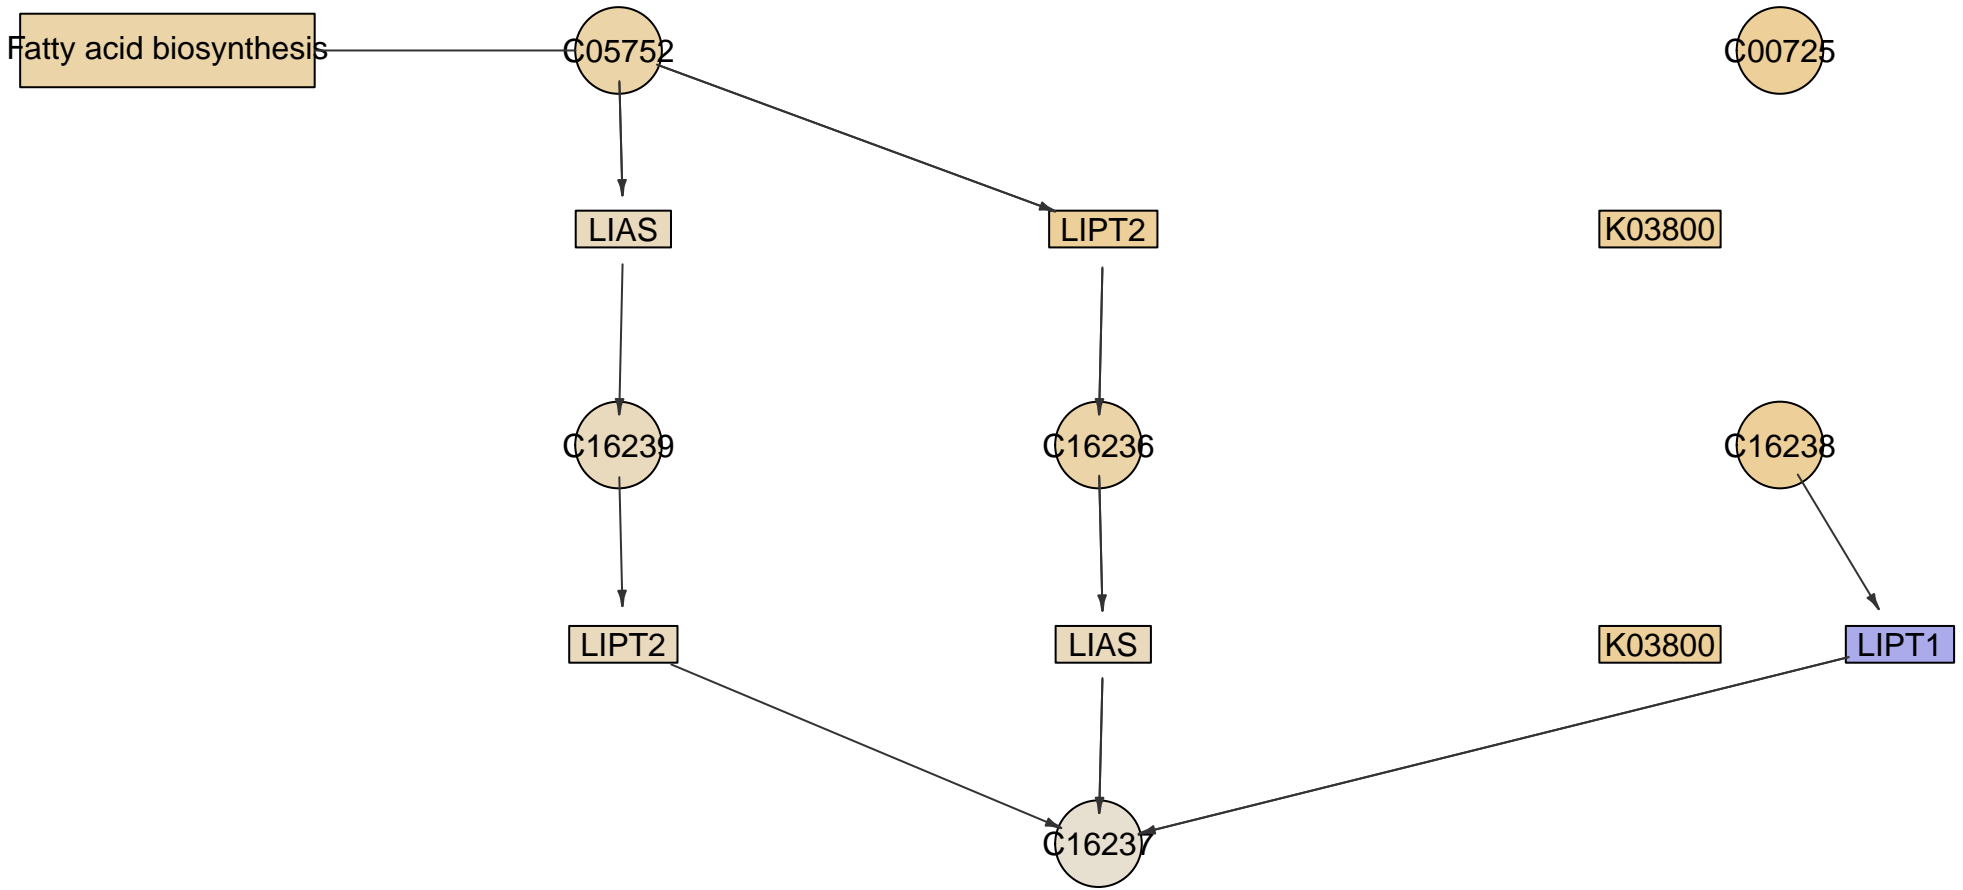 Fatty acid biosynthesis
C05752
C00725
LIAS
LIPT2
K03800
C16239
C16236
C16238
LIPT2
LIAS
K03800
LIPT1
C16237